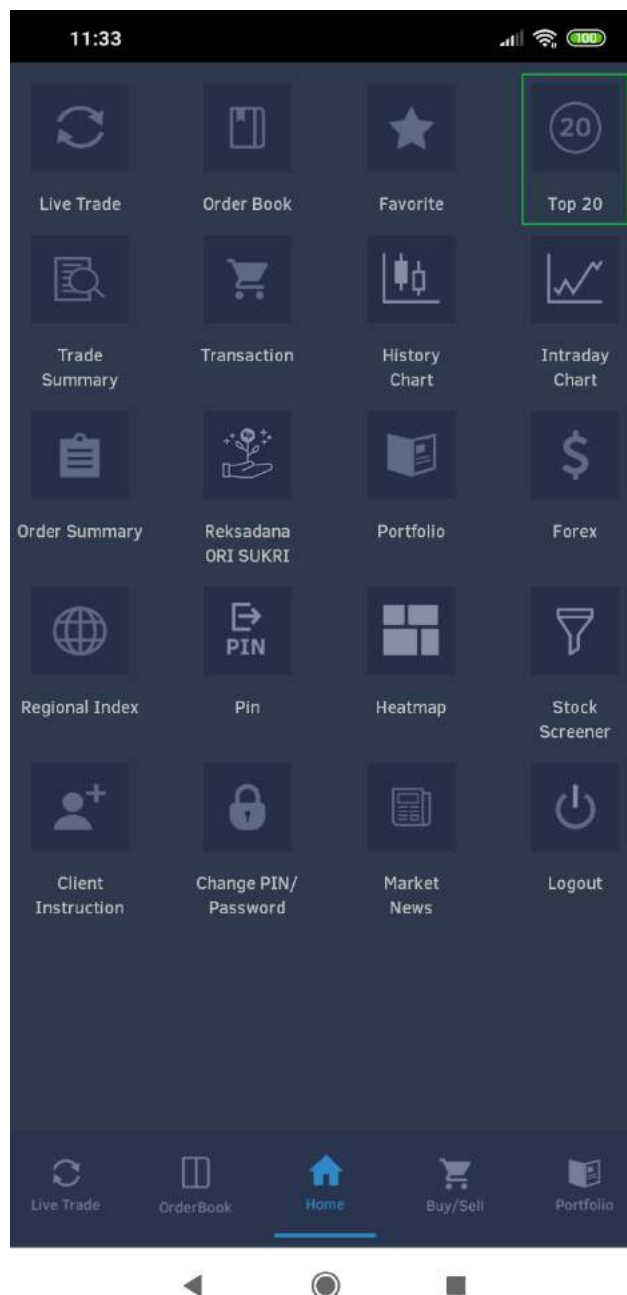 11:33
100
20
Live Trade
Order Book
Favorite
Top 20
Trade
Summary
Transaction
History
Chart
Intraday
Chart
Order Summary
Rp
Reksadana
ORI SUKRI
Portfolio
Forex
$
Regional Index
PIN
Pin
Heatmap
Stock
Screener
Client
Instruction
Change PIN/
Password
Market
News
Logout
Live Trade
OrderBook
Home
Buy/Sell
Portfolio